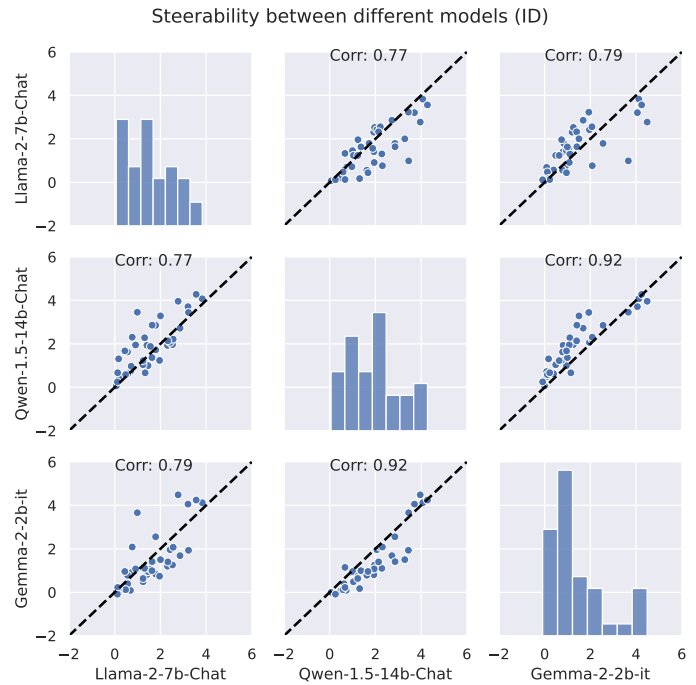 Steerability between different models (ID)
6
4
2
0
−2
Llama-2-7b-Chat
Corr: 0.77
Corr: 0.79
6
4
2
0
−2
Qwen-1.5-14b-Chat
Corr: 0.77
Corr: 0.92
6
4
2
0
−2
Gemma-2-2b-it
Corr: 0.79
Corr: 0.92
−2 0 2 4 6
−2 0 2 4 6
−2 0 2 4 6
Llama-2-7b-Chat
Qwen-1.5-14b-Chat
Gemma-2-2b-it